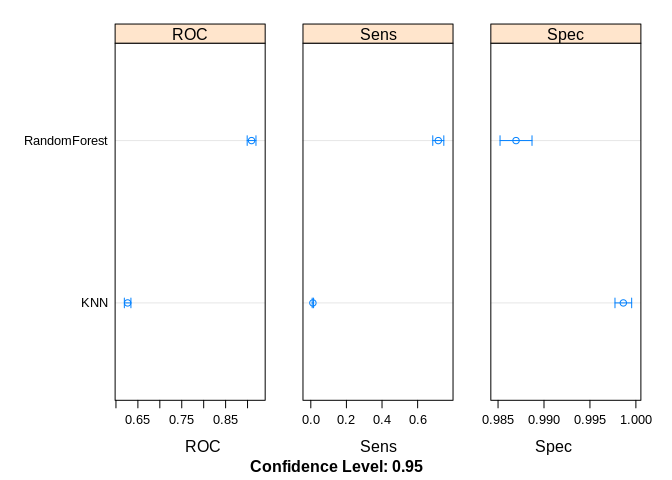 ROC Sens Spec
RandomForest
KNN
0.65 0.75 0.85 0.0 0.2 0.4 0.6 0.985 0.990 0.995 1.000
ROC Sens Spec
Confidence Level: 0.95